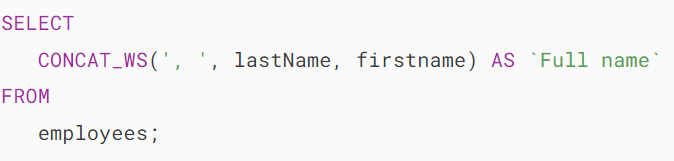 SELECT
CONCAT_WS(', ', lastName, firstname) AS `Full name`
FROM
employees;